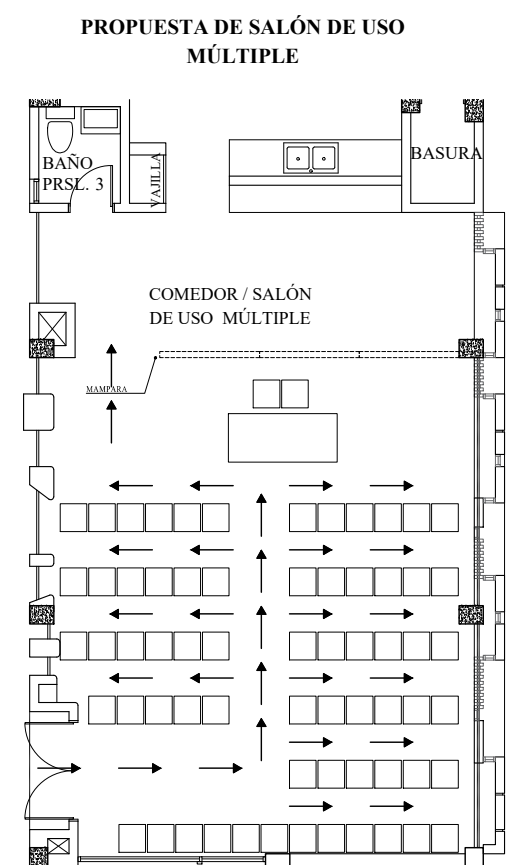 PROPUESTA DE SALÓN DE USO
MÚLTIPLE
BAÑO
PRSL. 3
VAJILLA
BASURA
COMEDOR / SALÓN
DE USO MÚLTIPLE
MAMPARA